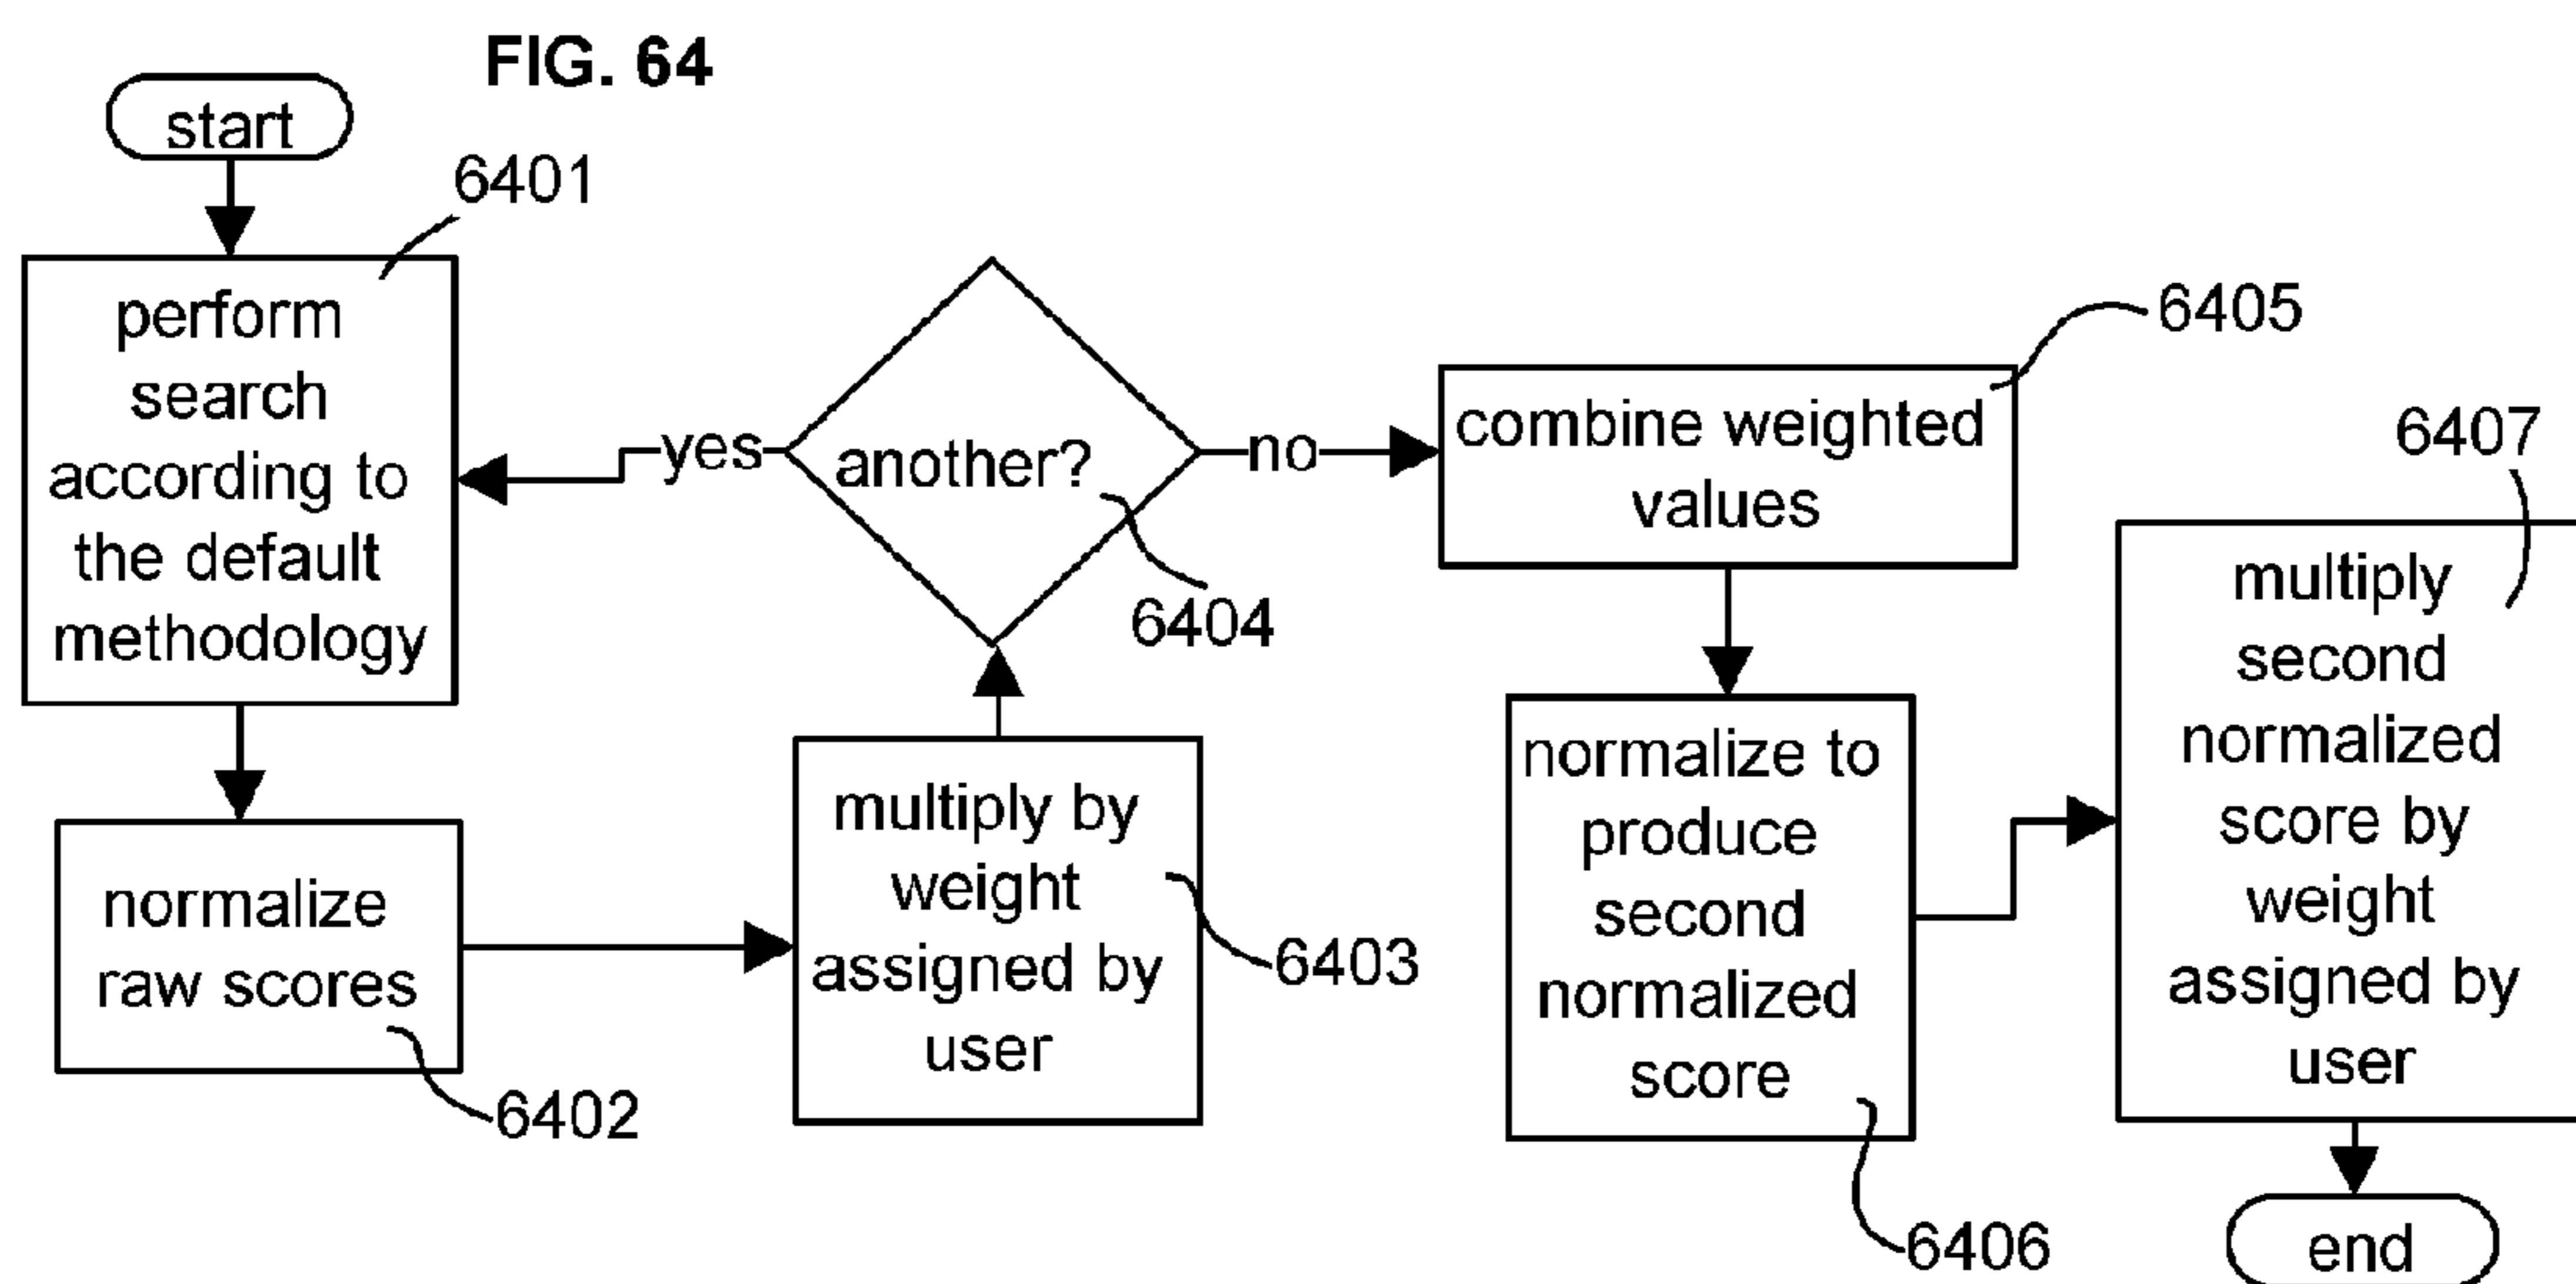 FIG. 64
start
6401
perform
search
according to
the default
methodology
normalize
raw scores
6402
multiply by
weight
assigned by
user
6403
another?
6404
yes
no
combine weighted
values
6405
normalize to
produce
second
normalized
score
6406
multiply
second
normalized
score by
weight
assigned by
user
6407
end